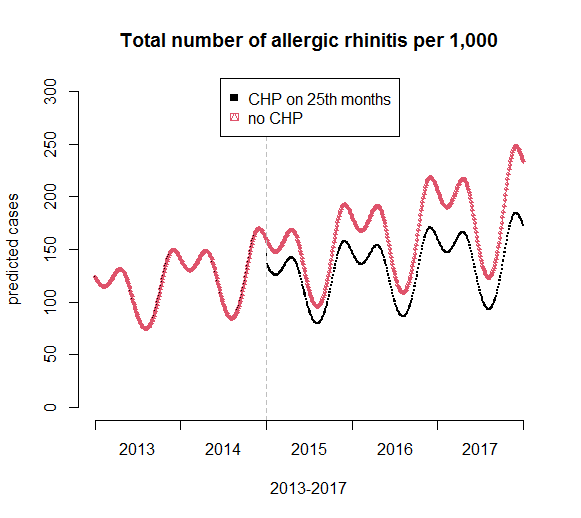 Total number of allergic rhinitis per 1,000
CHP on 25th months
no CHP
predicted cases
300
250
200
150
100
50
0
2013 2014 2015 2016 2017
2013-2017